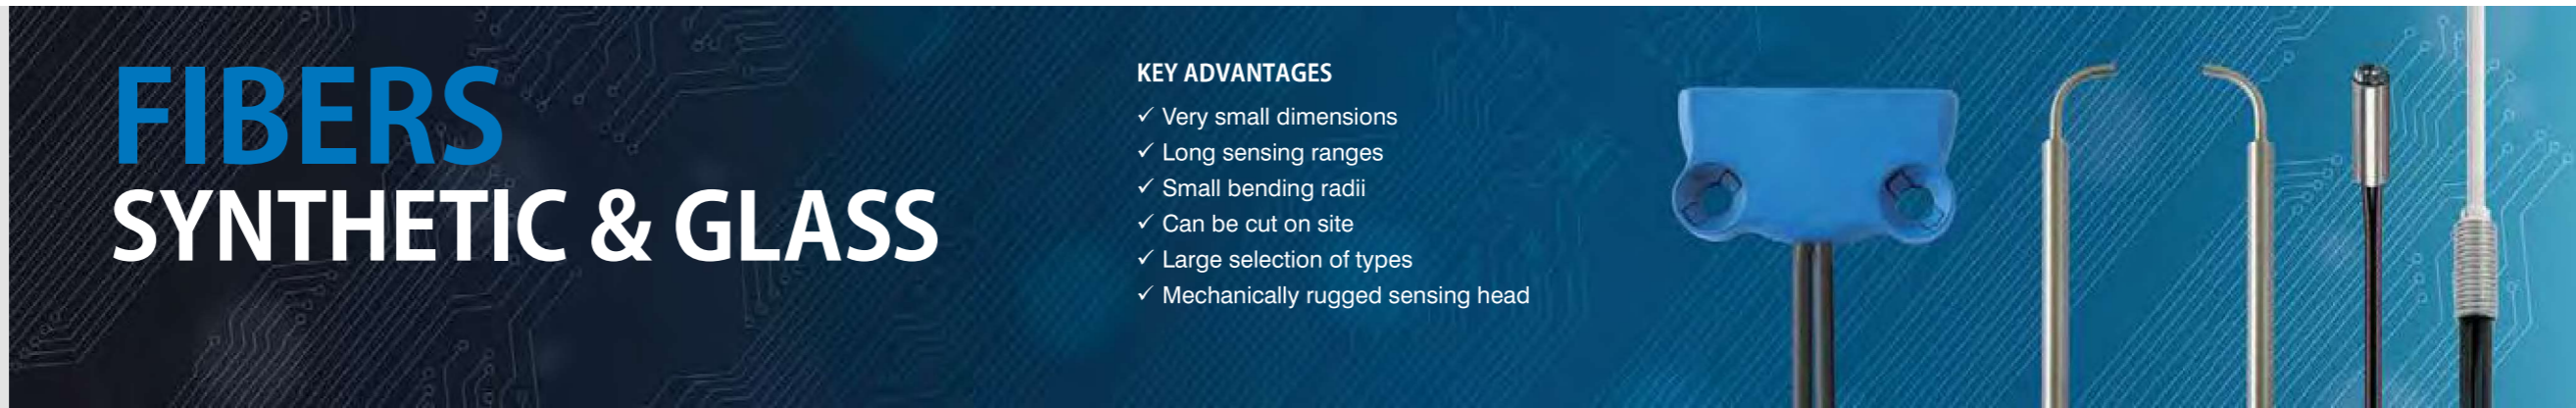 FIBERS
SYNTHETIC & GLASS
KEY ADVANTAGES
✓ Very small dimensions
✓ Long sensing ranges
✓ Small bending radii
✓ Can be cut on site
✓ Large selection of types
✓ Mechanically rugged sensing head